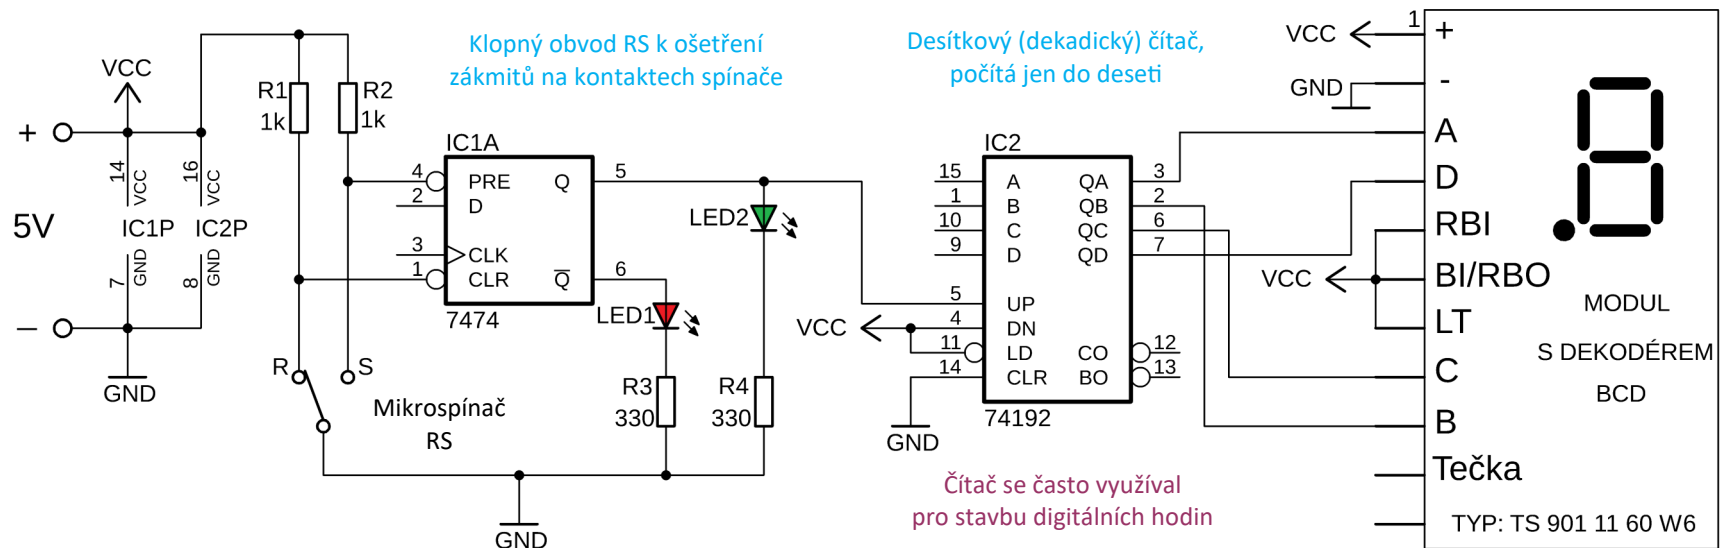 Klopný obvod RS k ošetření
zákmitů na kontaktech spínače
Desítkový (dekadický) čítač,
počítá jen do deseti
VCC
+
–
5V
14
VCC
16
VCC
IC1P
IC2P
7
GND
8
GND
GND
R1
1k
R2
1k
R
S
Mikrospínač
RS
IC1A
4
PRE
Q
5
2
D
3
CLK
1
CLR
Q
6
7474
LED2
LED1
R3
330
R4
330
GND
VCC
GND
IC2
15
A
QA
3
1
B
QB
2
10
C
QC
6
9
D
QD
7
5
UP
4
DN
11
LD
CO
12
14
CLR
BO
13
74192
Čítač se často využíval
pro stavbu digitálních hodin
VCC
1
+
GND
-
A
D
RBI
VCC
BI/RBO
LT
C
B
Tečka
MODUL
S DEKODÉREM
BCD
TYP: TS 901 11 60 W6